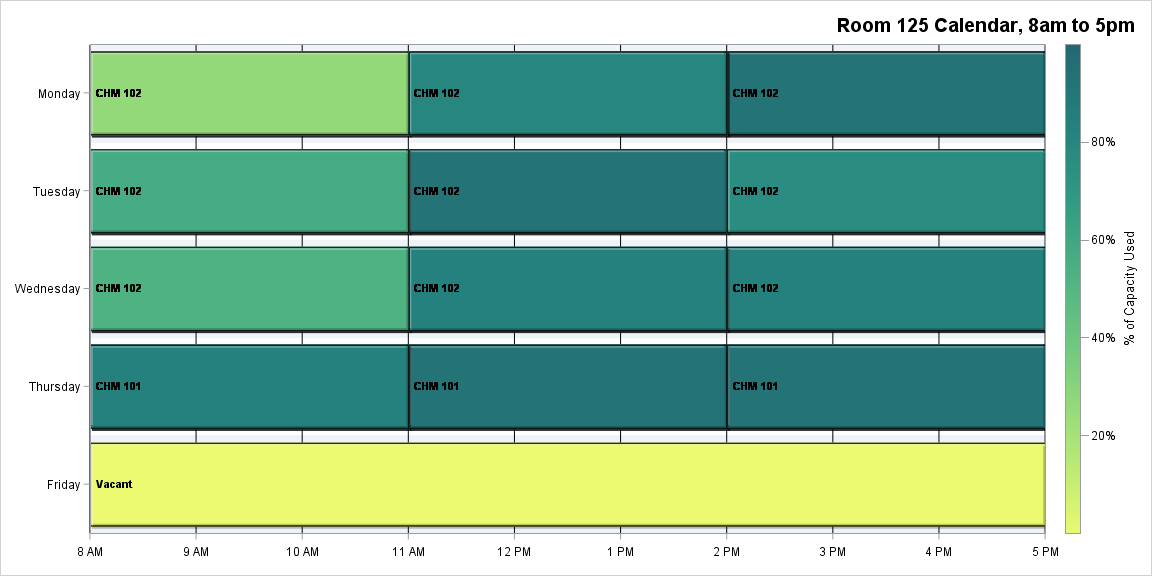 Room 125 Calendar, 8am to 5pm
Monday
CHM 102
CHM 102
CHM 102
Tuesday
CHM 102
CHM 102
CHM 102
Wednesday
CHM 102
CHM 102
CHM 102
Thursday
CHM 101
CHM 101
CHM 101
Friday
Vacant
8 AM
9 AM
10 AM
11 AM
12 PM
1 PM
2 PM
3 PM
4 PM
5 PM
80%
60%
40%
20%
% of Capacity Used